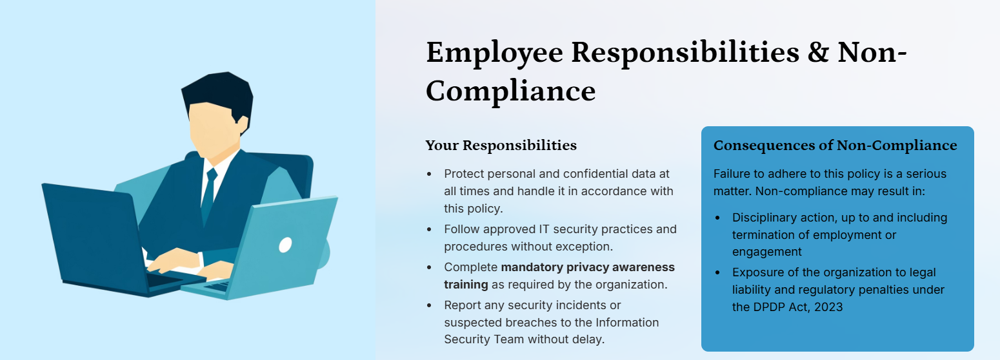 Employee Responsibilities & Non-
Compliance
Your Responsibilities
• Protect personal and confidential data at
all times and handle it in accordance with
this policy.
• Follow approved IT security practices and
procedures without exception.
• Complete mandatory privacy awareness
training as required by the organization.
• Report any security incidents or
suspected breaches to the Information
Security Team without delay.
Consequences of Non-Compliance
Failure to adhere to this policy is a serious
matter. Non-compliance may result in:
• Disciplinary action, up to and including
termination of employment or
engagement
• Exposure of the organization to legal
liability and regulatory penalties under
the DPDP Act, 2023